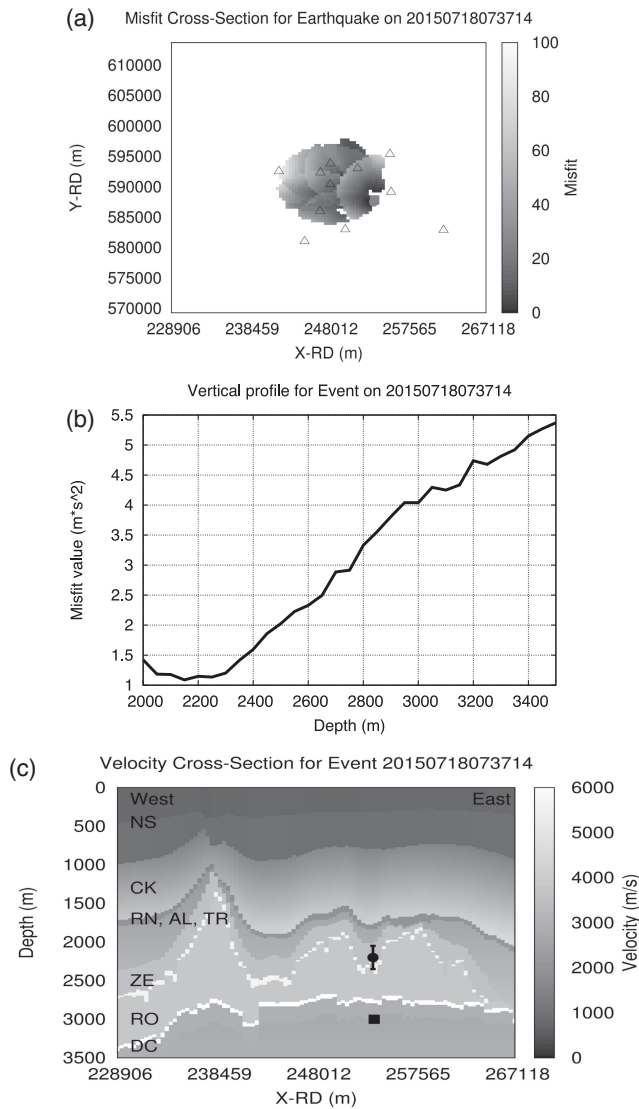 (a)
Misfit Cross-Section for Earthquake on 20150718073714
610000
605000
600000
595000
590000
585000
580000
575000
570000
Y-RD (m)
228906 238459 248012 257565 267118
X-RD (m)
100
80
60
40
20
0
Misfit
(b)
Vertical profile for Event on 20150718073714
5.5
5
4.5
4
3.5
3
2.5
2
1.5
1
Misfit value (m*s^2)
2000 2200 2400 2600 2800 3000 3200 3400
Depth (m)
(c)
Velocity Cross-Section for Event 20150718073714
0
500
1000
1500
2000
2500
3000
3500
Depth (m)
West East
NS
CK
RN, AL, TR
ZE
RO
DC
228906 238459 248012 257565 267118
X-RD (m)
6000
5000
4000
3000
2000
1000
0
Velocity (m/s)